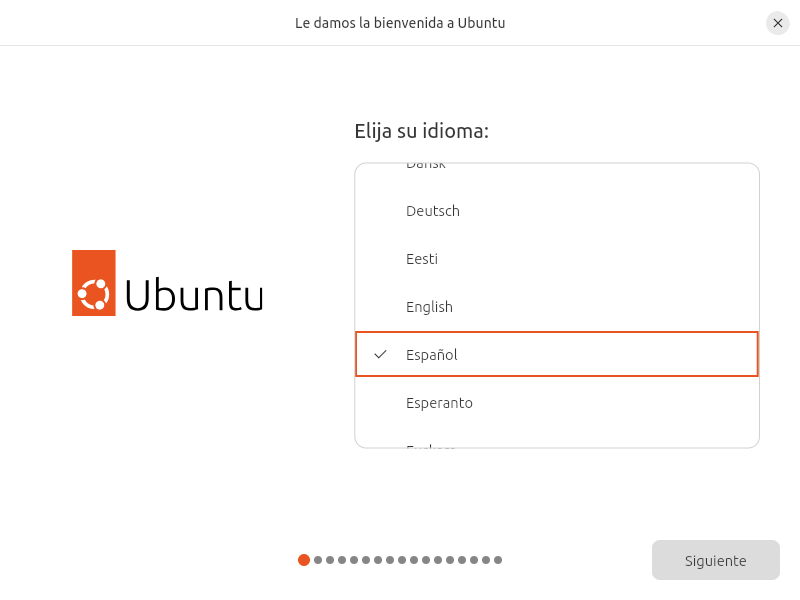 Le damos la bienvenida a Ubuntu
Elija su idioma:
Deutsch
Eesti
English
Español
Esperanto
Ubuntu
Siguiente